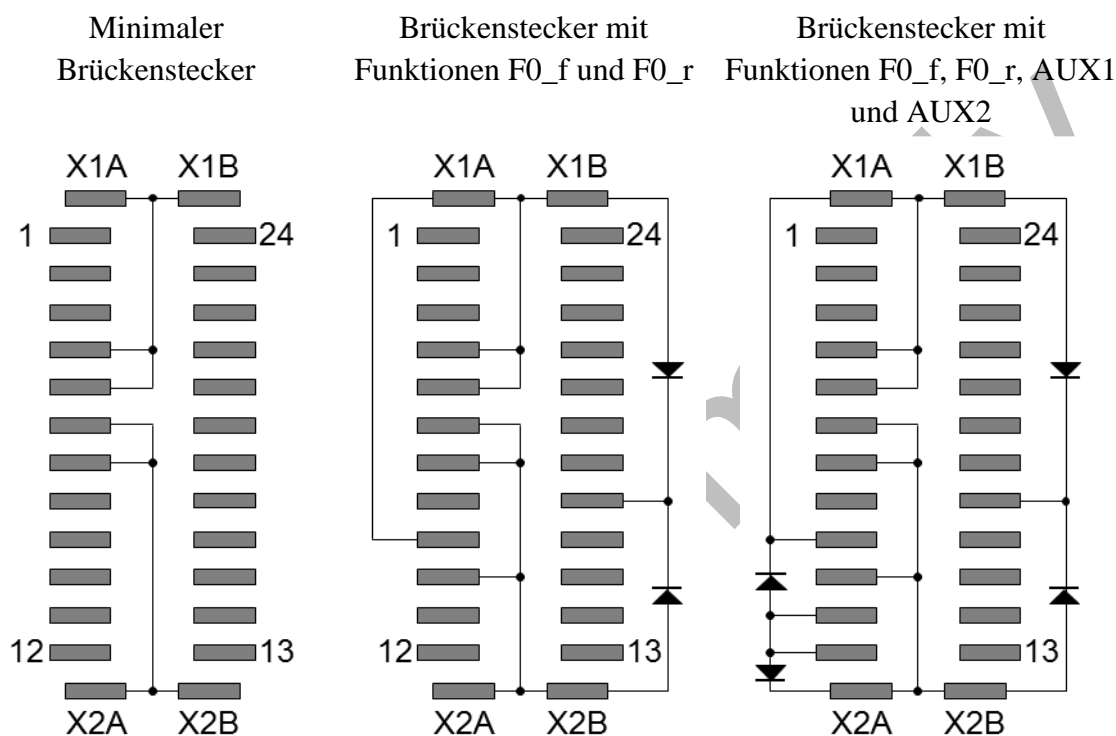 Minimaler
Brückenstecker
Brückenstecker mit
Funktionen F0_f und F0_r
Brückenstecker mit
Funktionen F0_f, F0_r, AUX1
und AUX2
X1A X1B
1 24
12 13
X2A X2B
X1A X1B
1 24
12 13
X2A X2B
X1A X1B
1 24
13
X2A X2B